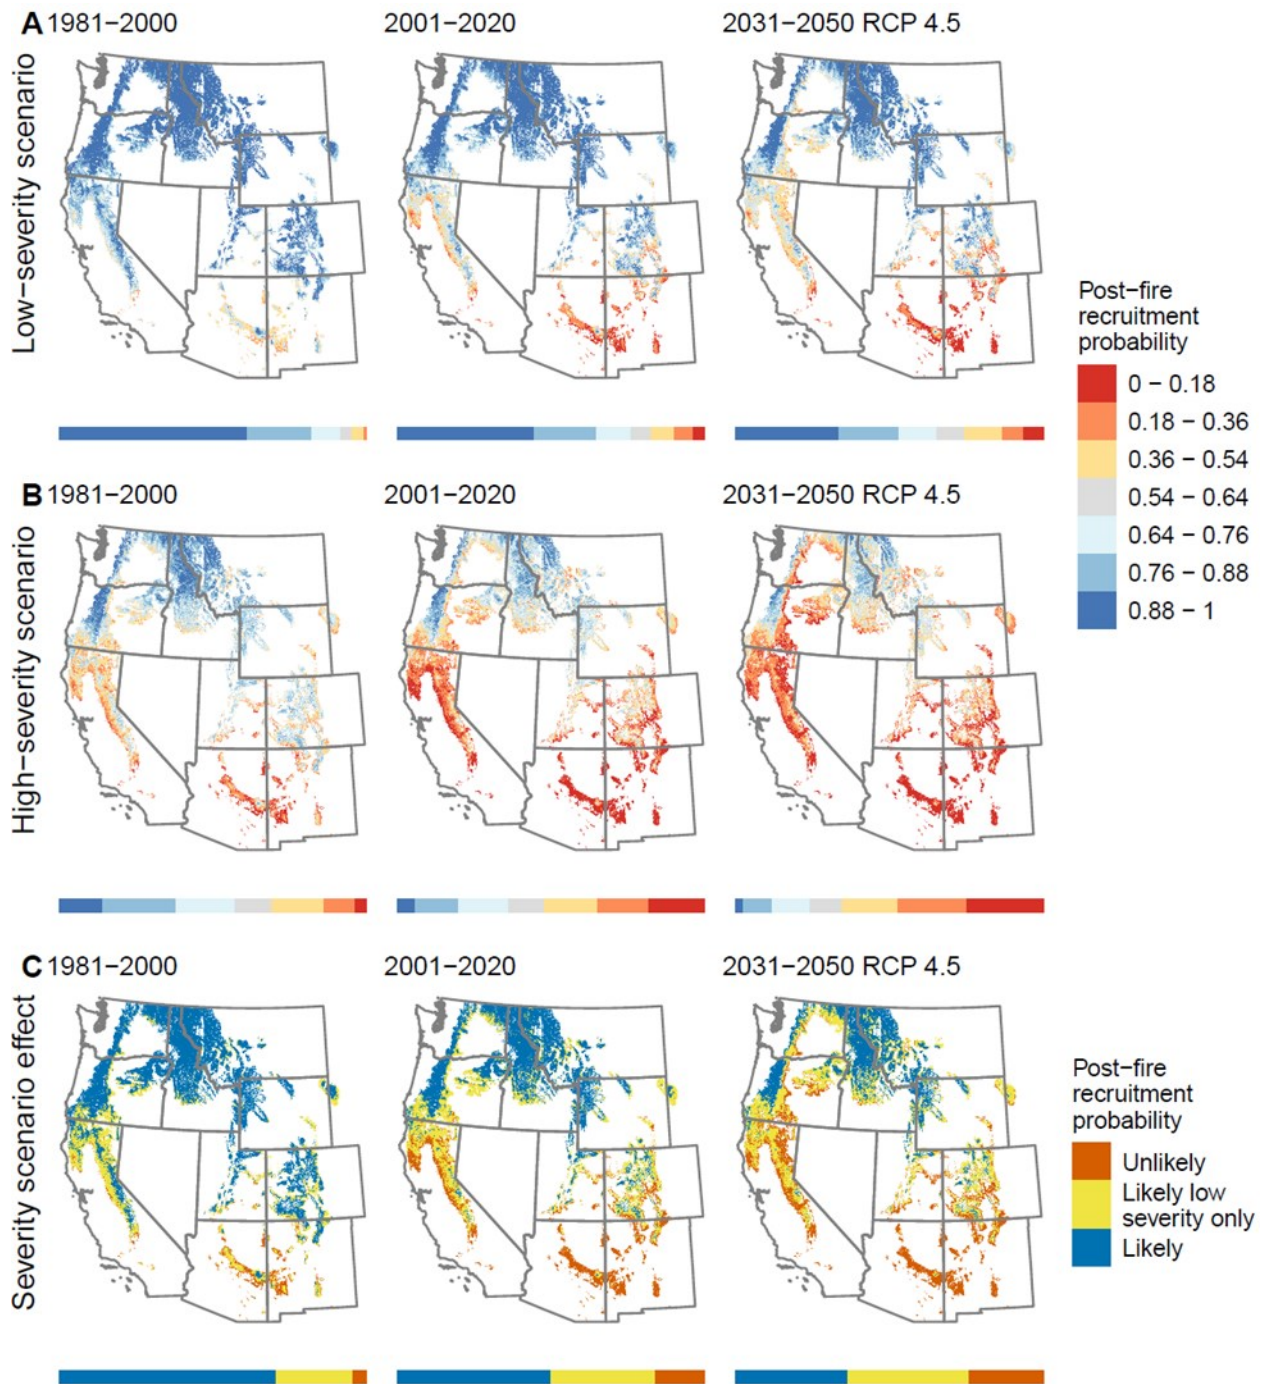 A 1981−2000
2001−2020
2031−2050 RCP 4.5
Low−severity scenario
Post−fire
recruitment
probability
0 − 0.18
0.18 − 0.36
0.36 − 0.54
0.54 − 0.64
0.64 − 0.76
0.76 − 0.88
0.88 − 1
B 1981−2000
2001−2020
2031−2050 RCP 4.5
High−severity scenario
C 1981−2000
2001−2020
2031−2050 RCP 4.5
Severity scenario effect
Post−fire
recruitment
probability
Unlikely
Likely low
severity only
Likely